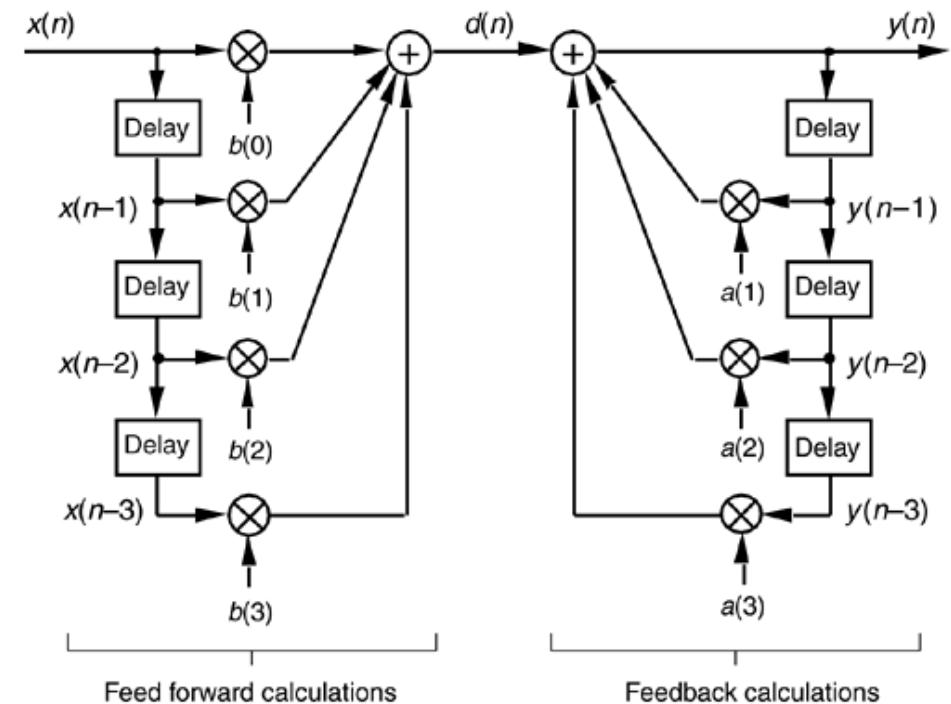 x(n) d(n) y(n)
Delay Delay
b(0)
x(n–1) y(n–1)
Delay b(1) a(1) Delay
x(n–2) y(n–2)
Delay b(2) a(2) Delay
x(n–3) y(n–3)
b(3) a(3)
Feed forward calculations Feedback calculations